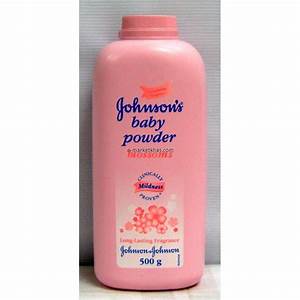 Johnson's
baby
powder
e-marketkhas.com
blossoms
CLINICALLY
Mildness
PROVEN
Long-Lasting Fragrance
Johnson & Johnson
500 g